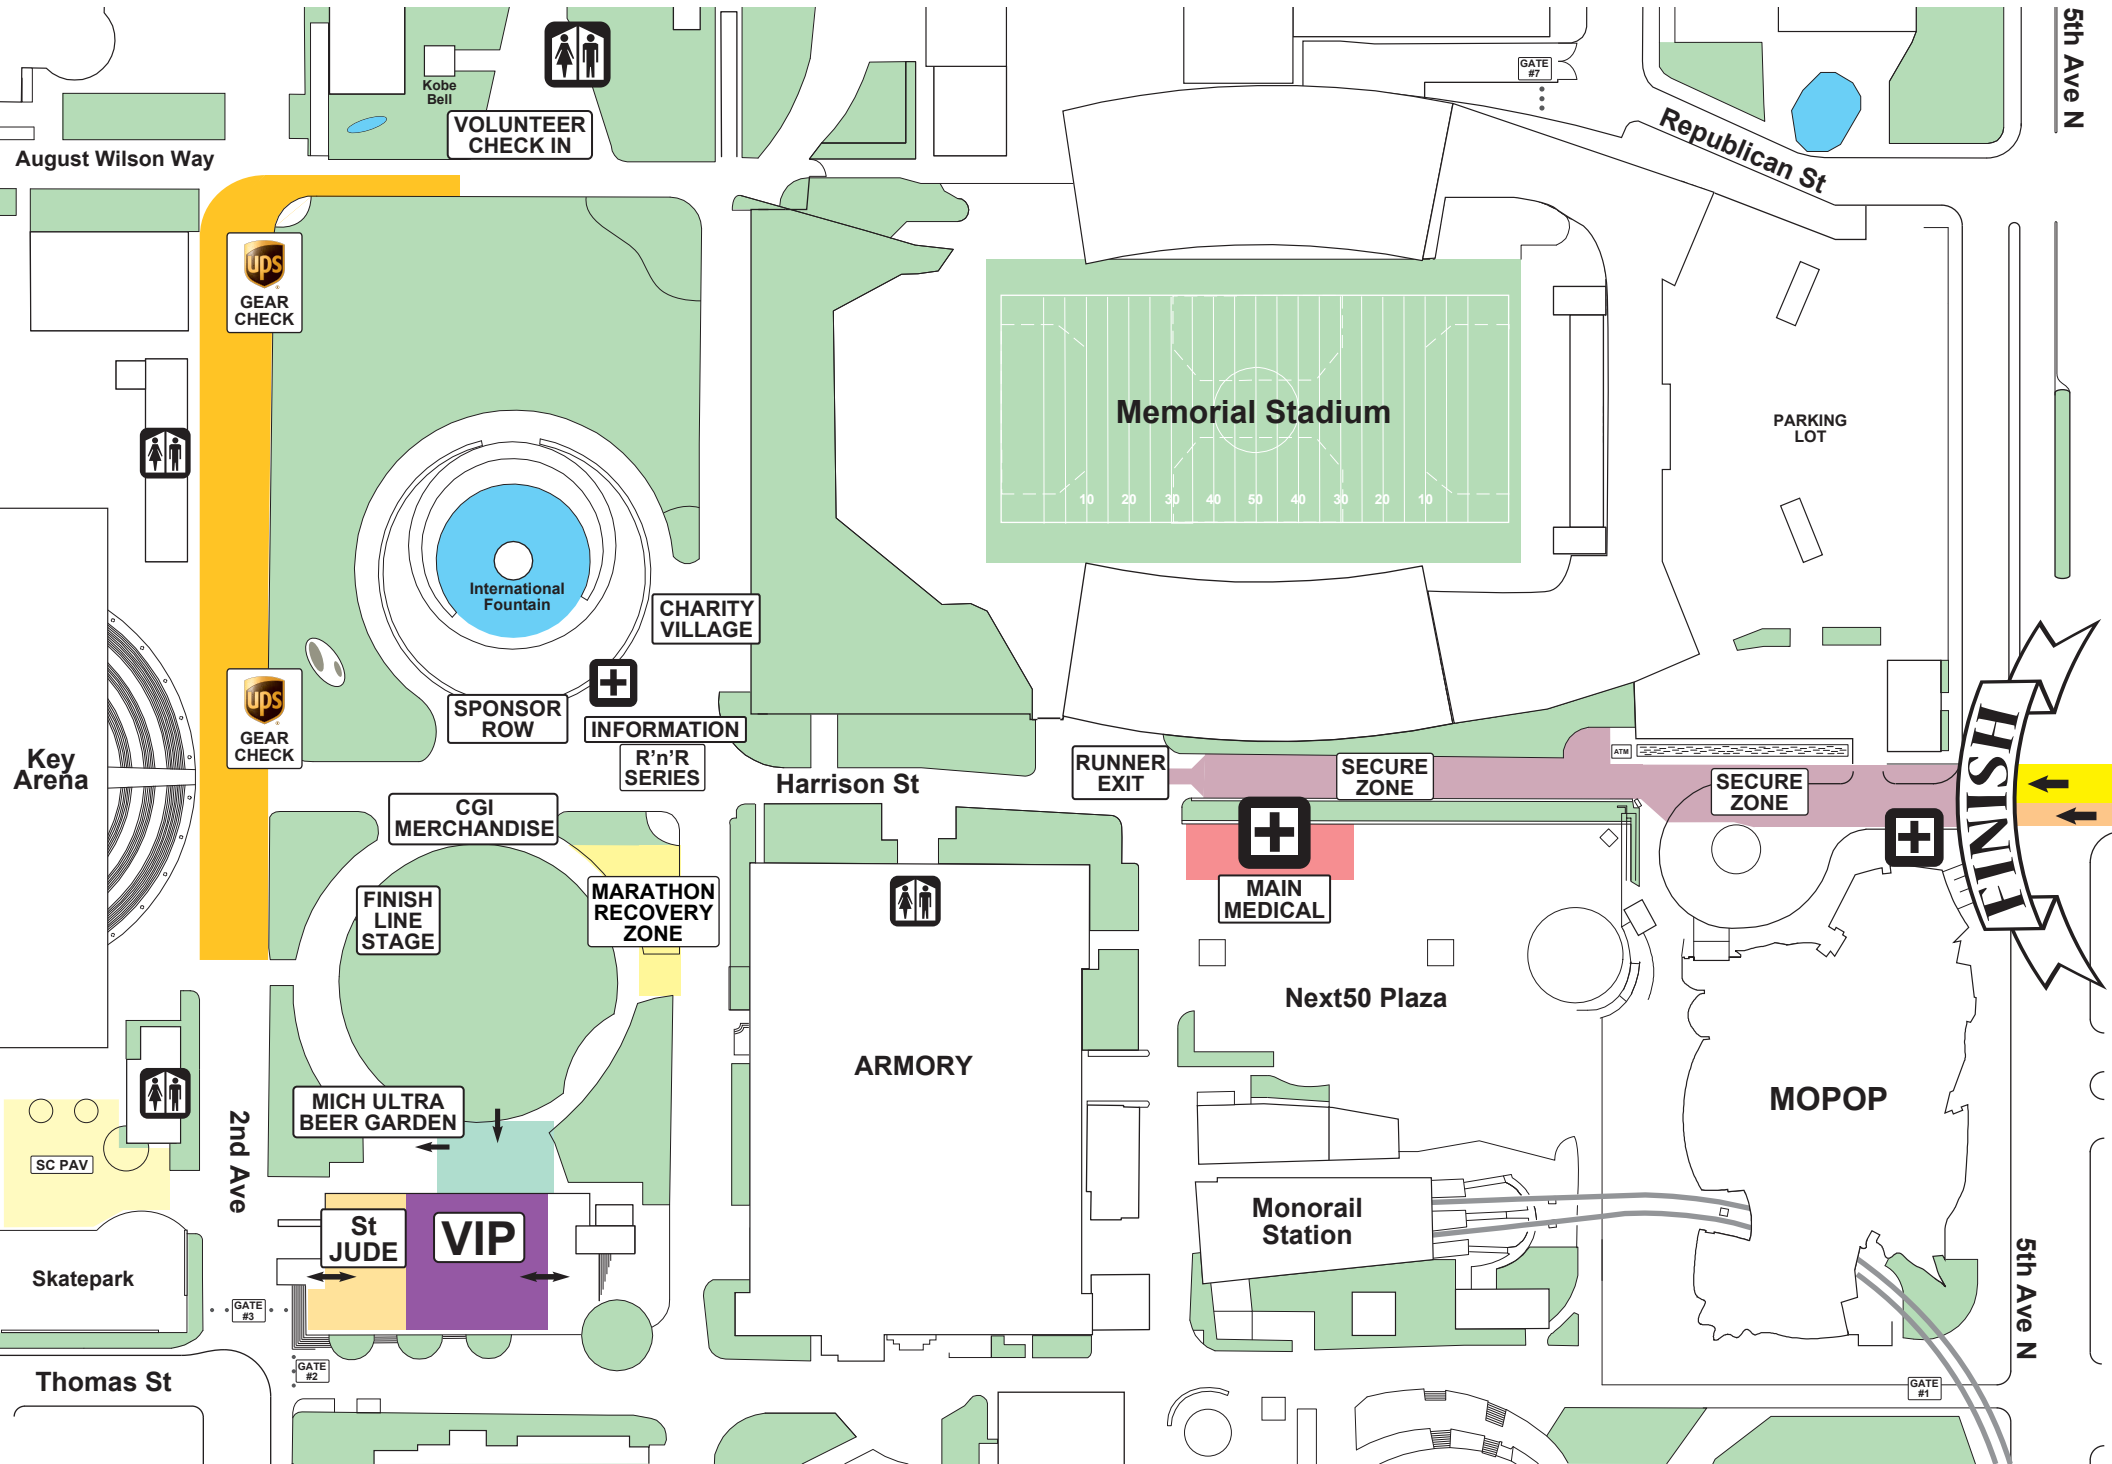 5th Ave N
GATE
#7
Kobe
Bell
VOLUNTEER
CHECK IN
August Wilson Way
Republican St
ups
GEAR
CHECK
Memorial Stadium
PARKING
LOT
10 20 30 40 50 40 30 20 10
International
Fountain
CHARITY
VILLAGE
ups
GEAR
CHECK
SPONSOR
ROW
INFORMATION
R'n'R
SERIES
Key
Arena
Harrison St
RUNNER
EXIT
SECURE
ZONE
ATM
SECURE
ZONE
FINISH
CGI
MERCHANDISE
FINISH
LINE
STAGE
MARATHON
RECOVERY
ZONE
MAIN
MEDICAL
Next50 Plaza
ARMORY
MOPOP
MICH ULTRA
BEER GARDEN
2nd Ave
SC PAV
St
JUDE
VIP
Monorail
Station
Skatepark
GATE
#3
5th Ave N
GATE
#2
Thomas St
GATE
#1